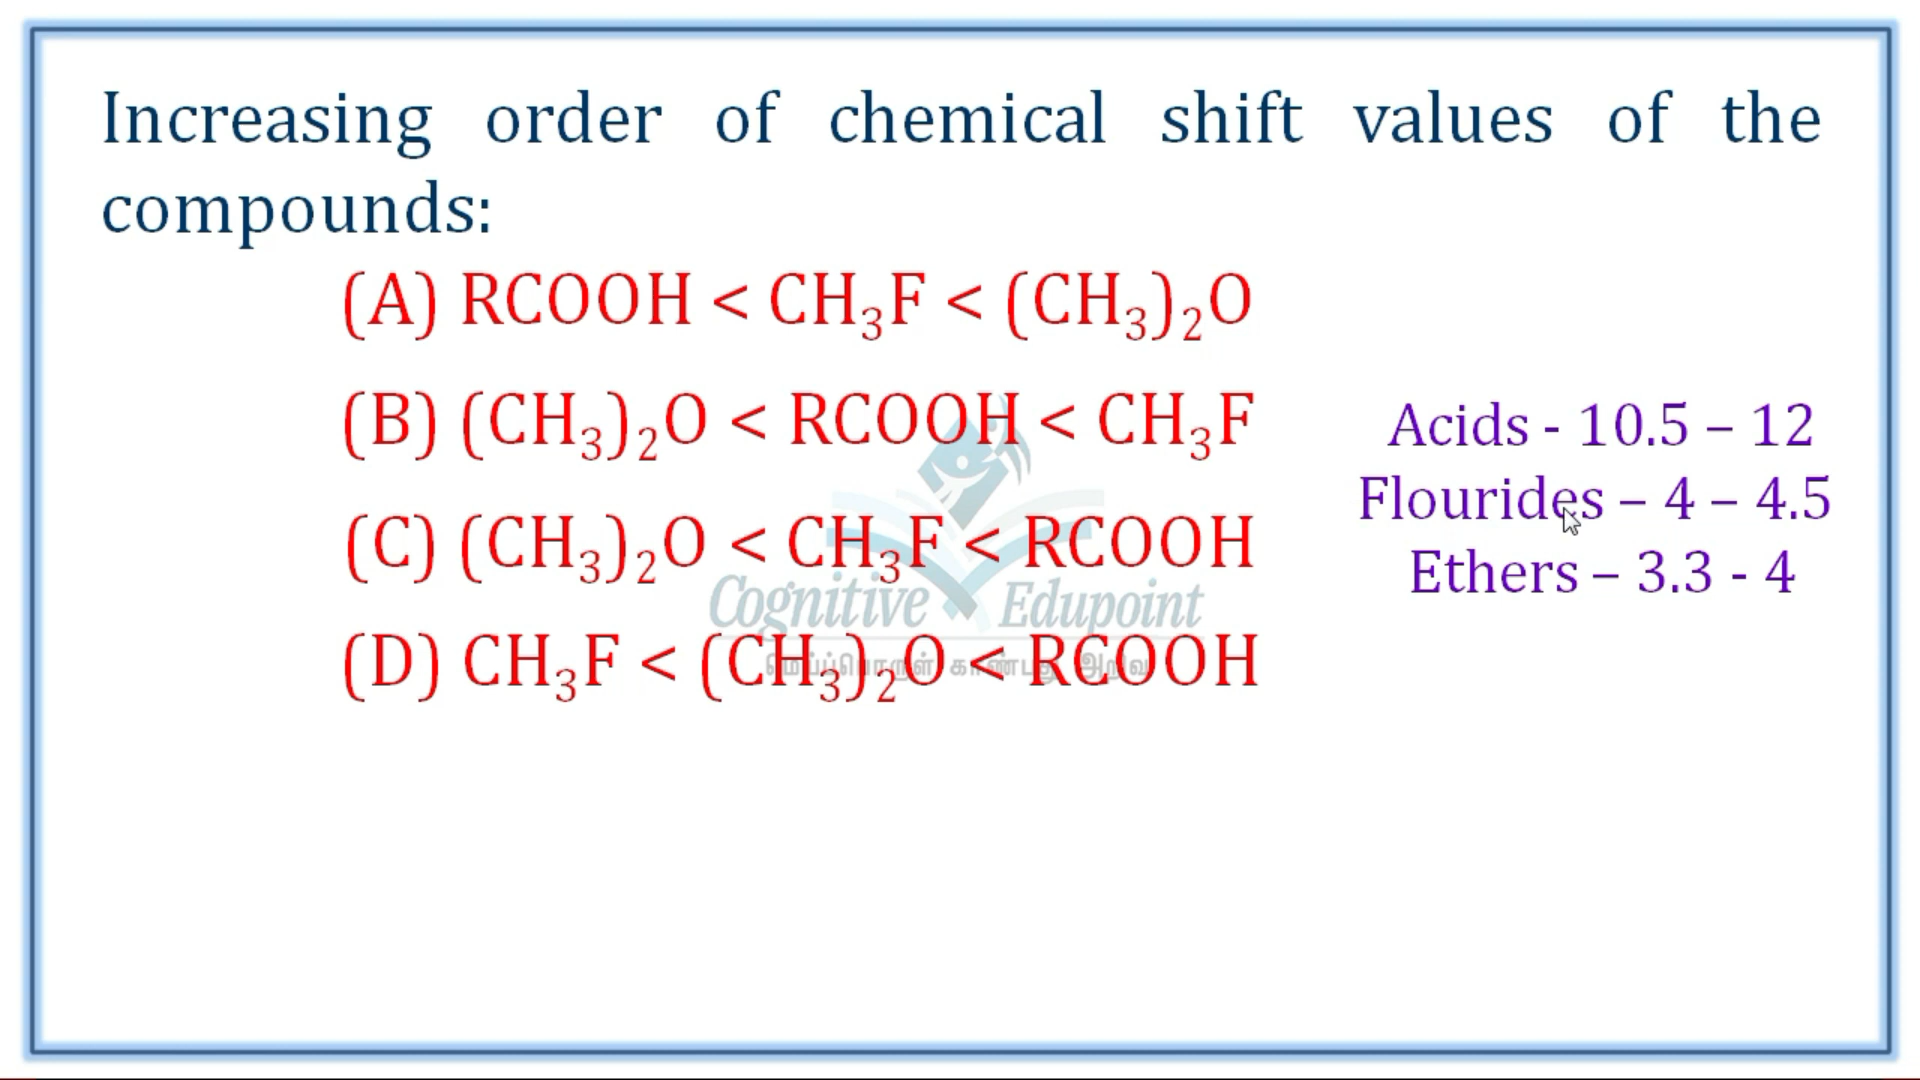 Increasing order of chemical shift values of the
compounds:
(A) RCOOH < CH₃F < (CH₃)₂O
(B) (CH₃)₂O < RCOOH < CH₃F
(C) (CH₃)₂O < CH₃F < RCOOH
(D) CH₃F < (CH₃)₂O < RCOOH
Acids - 10.5 – 12
Flourides – 4 – 4.5
Ethers – 3.3 - 4
Cognitive Edupoint